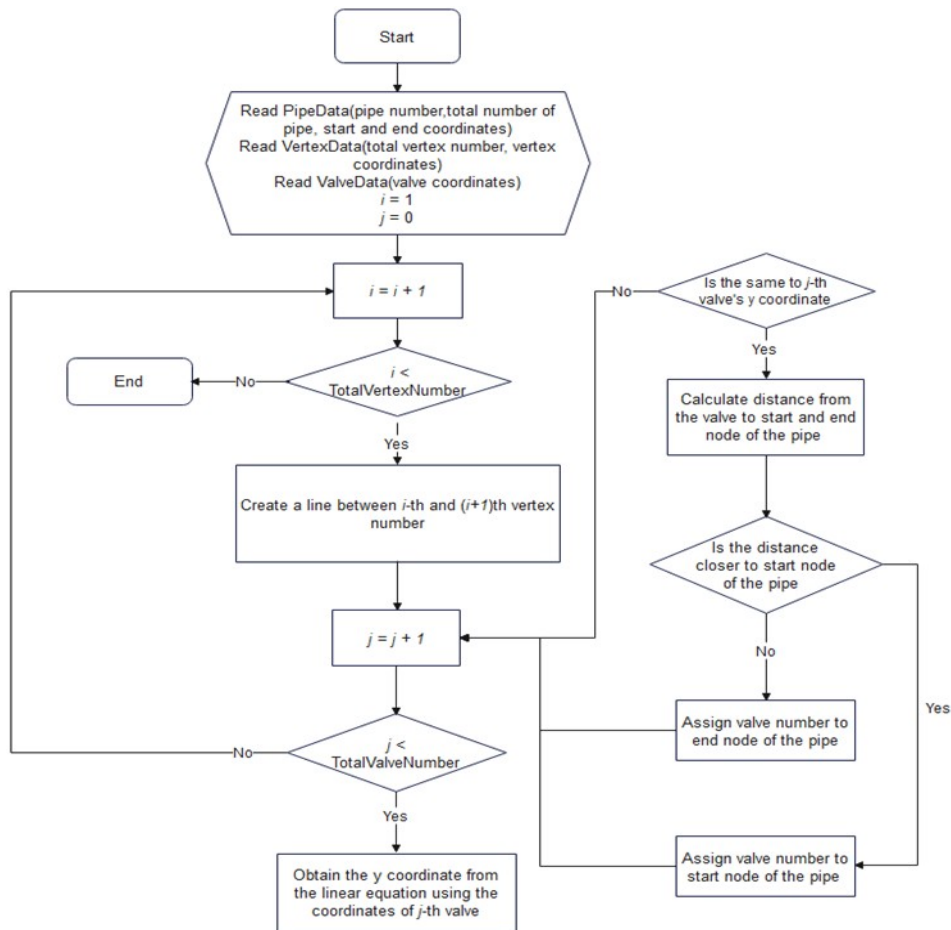 Start
Read PipeData(pipe number,total number of
pipe, start and end coordinates)
Read VertexData(total vertex number, vertex
coordinates)
Read ValveData(valve coordinates)
i = 1
j = 0
i = i + 1
i <
TotalVertexNumber
No
End
Yes
Create a line between i-th and (i+1)th vertex
number
j = j + 1
j <
TotalValveNumber
No
Yes
Obtain the y coordinate from
the linear equation using the
coordinates of j-th valve
Is the same to j-th
valve's y coordinate
No
Yes
Calculate distance from
the valve to start and end
node of the pipe
Is the distance
closer to start node
of the pipe
No
Yes
Assign valve number to
end node of the pipe
Assign valve number to
start node of the pipe